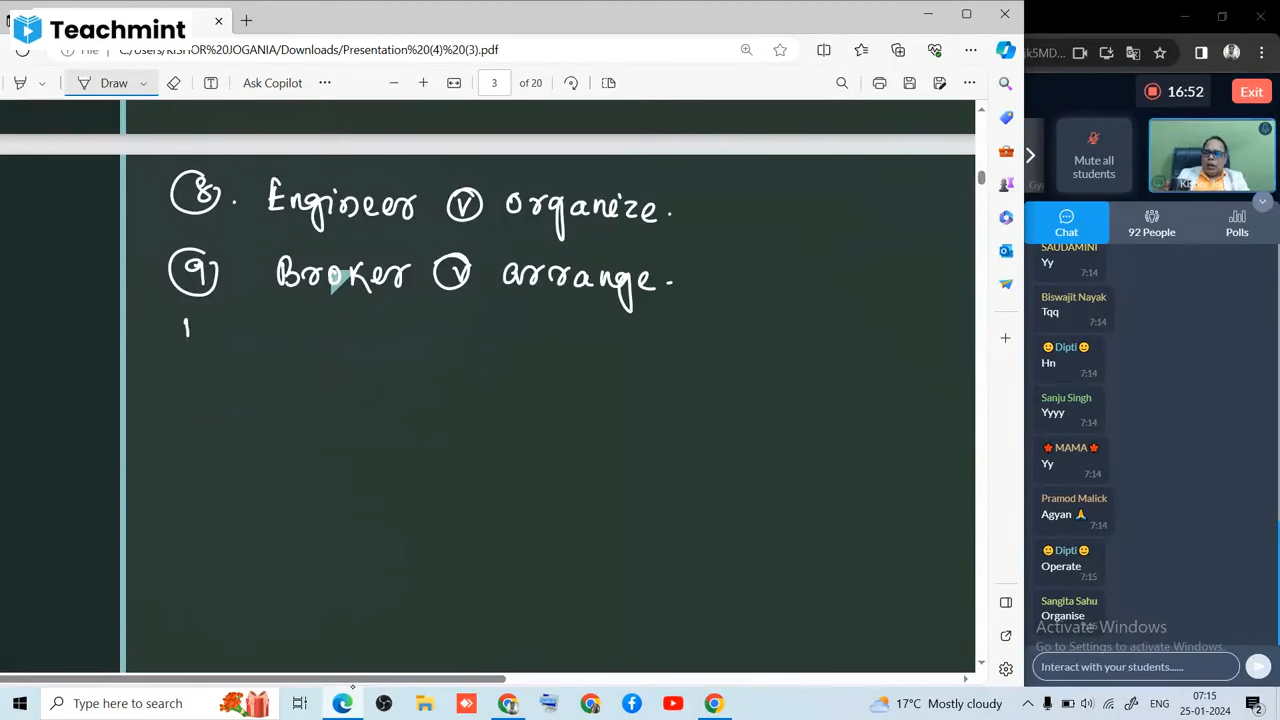 Teachmint
File C:/Users/KISHOR%20JOGANIA/Downloads/Presentation%20(4)%20(3).pdf
Draw Ask Copilot 3 of 20
8. Engineer v organize.
9 Breker v arrange.
1
jk5MD
16:52 Exit
Mute all students
Chat 92 People Polls
SAUDAMINI
Yy
7:14
Biswajit Nayak
Tqq
7:14
Dipti
Hn
7:14
Sanju Singh
Yyyy
7:14
MAMA
Yy
7:14
Pramod Malick
Agyan 🙏
7:14
Dipti
Operate
7:15
Sangita Sahu
Organise
Activate Windows
Go to Settings to activate Windows.
Interact with your students......
Type here to search
17°C Mostly cloudy
07:15
25-01-2024
2